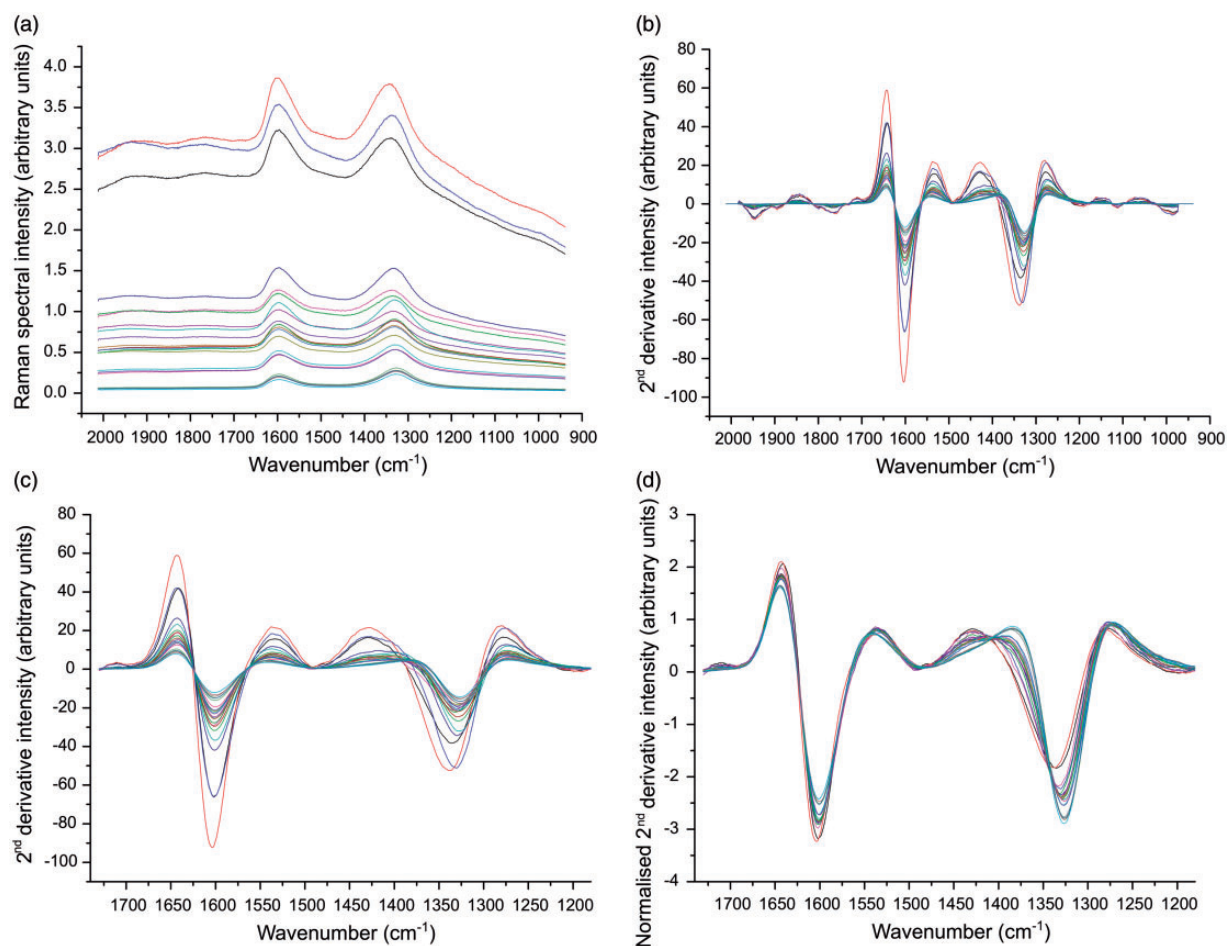 (a)
Raman spectral intensity (arbitrary units)
4.0
3.5
3.0
2.5
2.0
1.5
1.0
0.5
0.0
2000 1900 1800 1700 1600 1500 1400 1300 1200 1100 1000 900
Wavenumber (cm⁻¹)
(b)
2ⁿᵈ derivative intensity (arbitrary units)
80
60
40
20
0
-20
-40
-60
-80
-100
2000 1900 1800 1700 1600 1500 1400 1300 1200 1100 1000 900
Wavenumber (cm⁻¹)
(c)
2ⁿᵈ derivative intensity (arbitrary units)
80
60
40
20
0
-20
-40
-60
-80
-100
1700 1650 1600 1550 1500 1450 1400 1350 1300 1250 1200
Wavenumber (cm⁻¹)
(d)
Normalised 2ⁿᵈ derivative intensity (arbitrary units)
3
2
1
0
-1
-2
-3
-4
1700 1650 1600 1550 1500 1450 1400 1350 1300 1250 1200
Wavenumber (cm⁻¹)